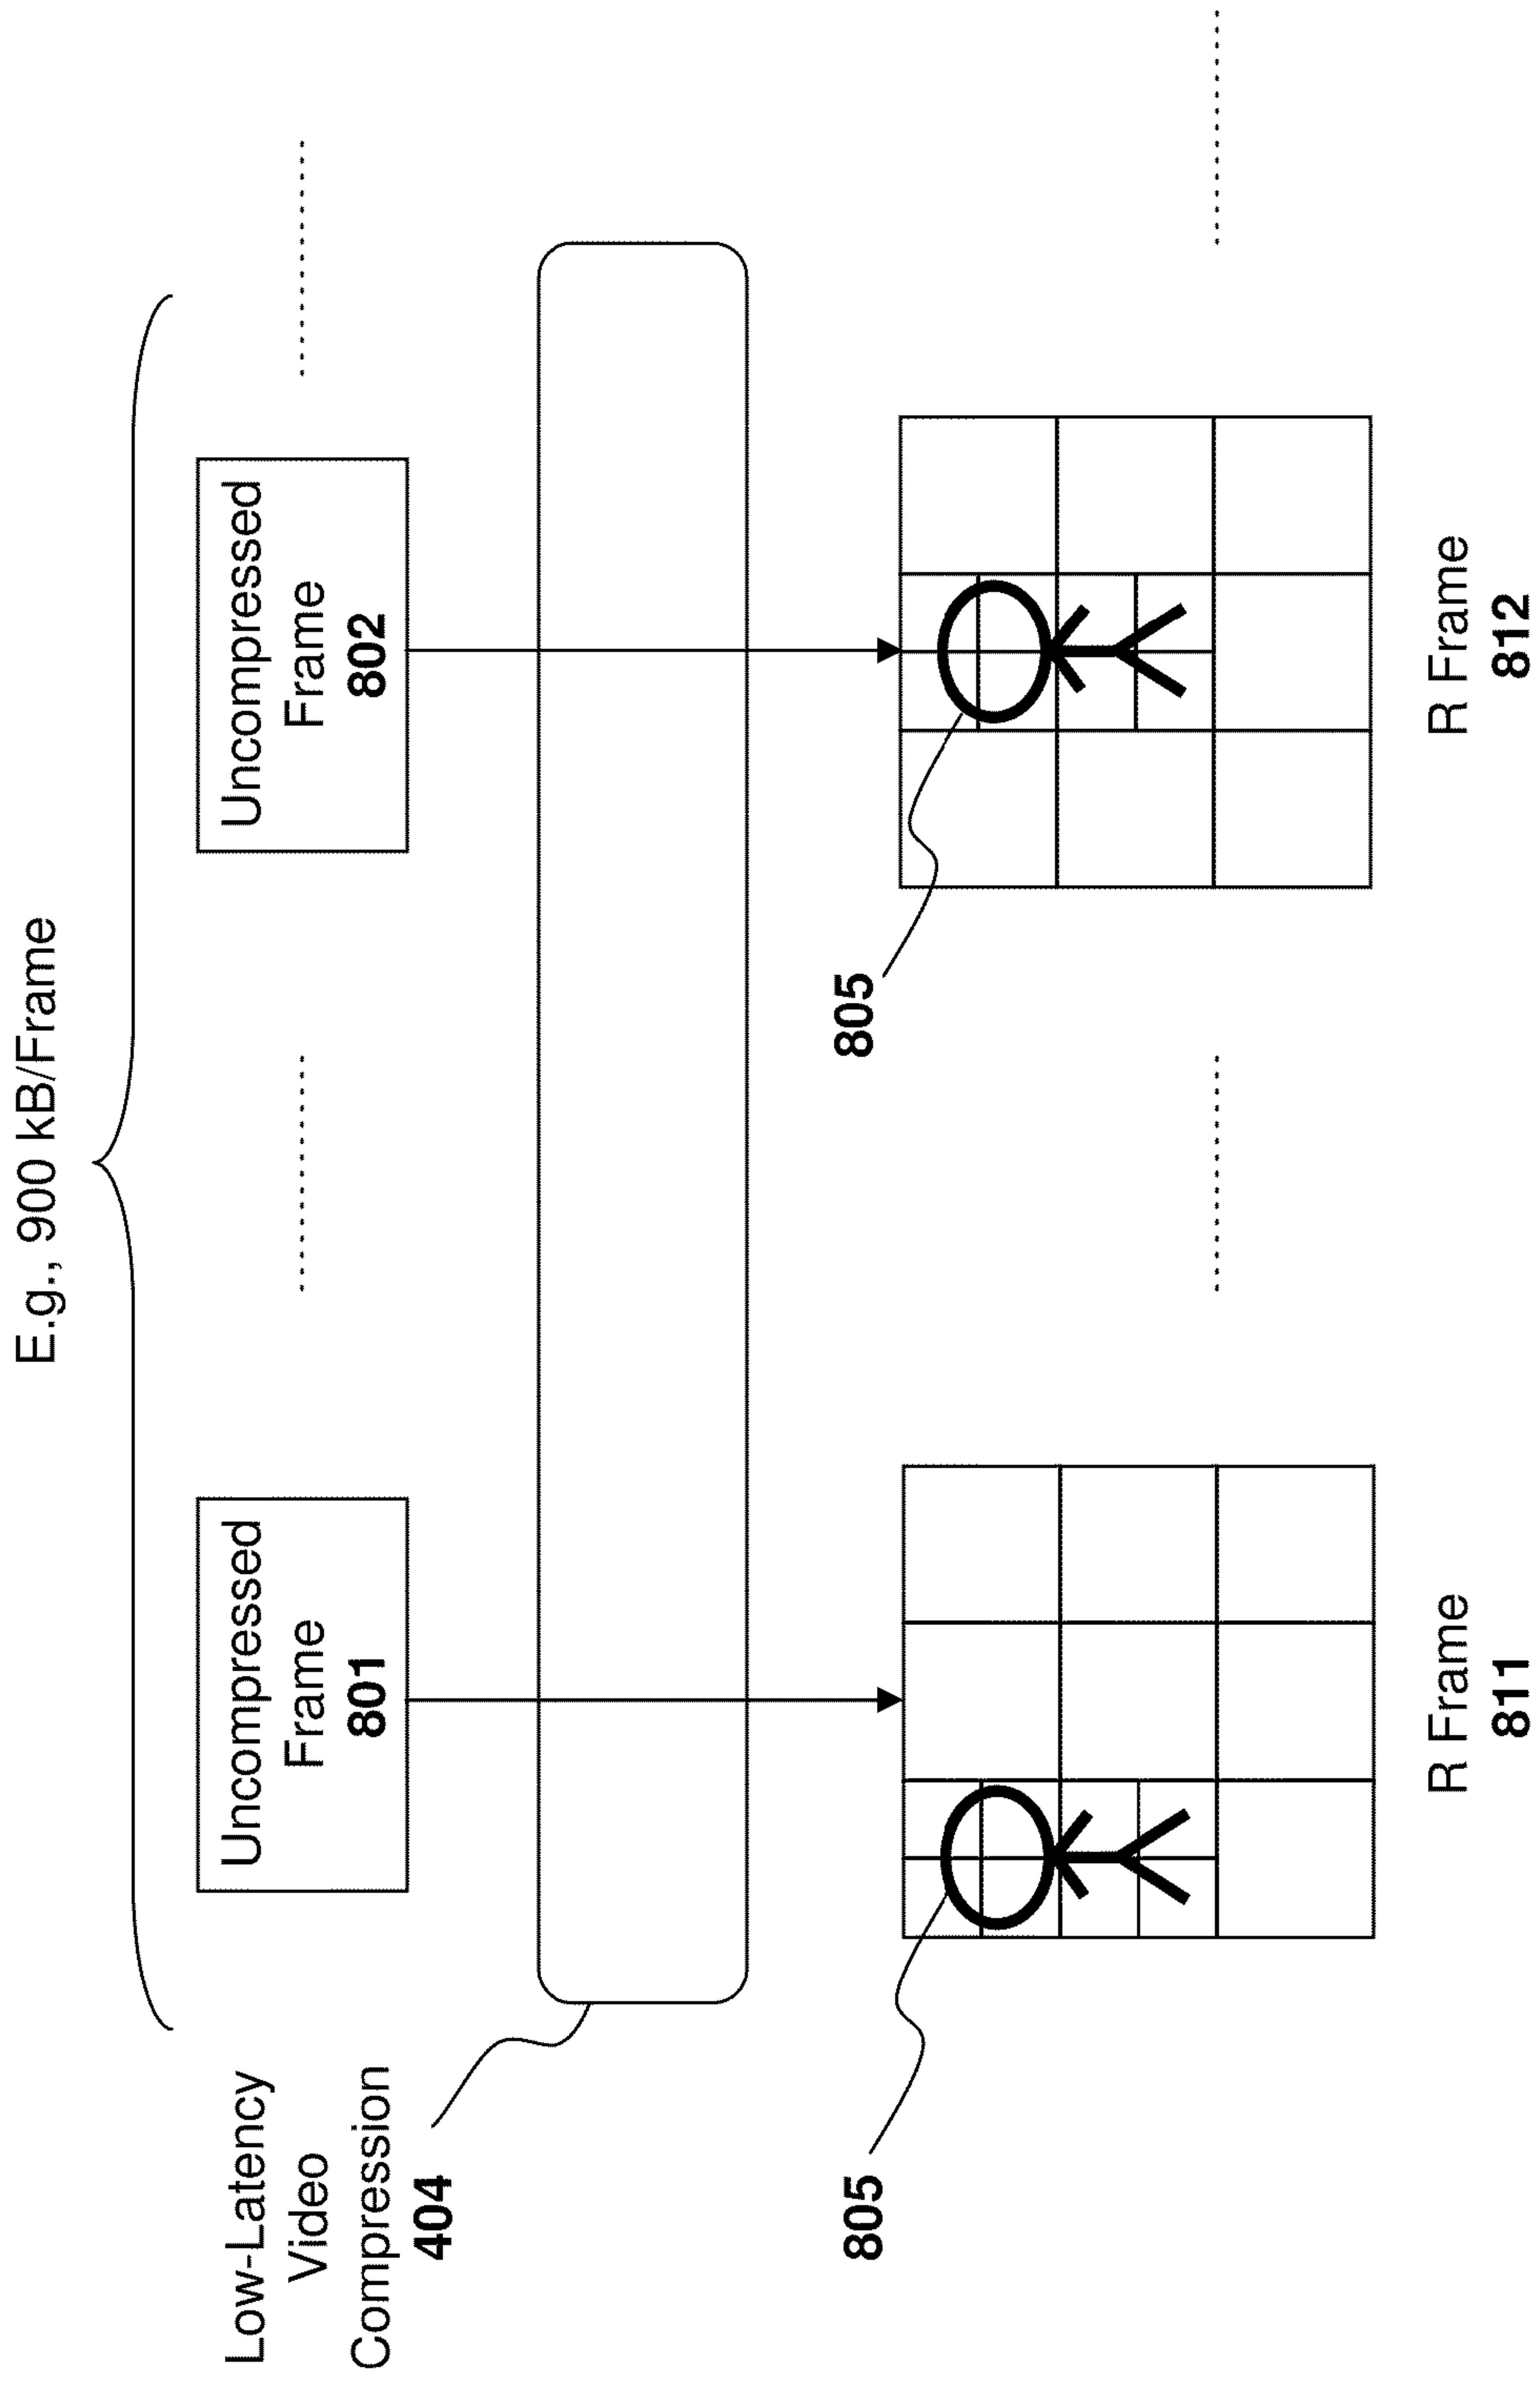 E.g., 900 kB/Frame
Low-Latency
Video
Compression
404
Uncompressed
Frame
801
Uncompressed
Frame
802
805
805
R Frame
811
R Frame
812